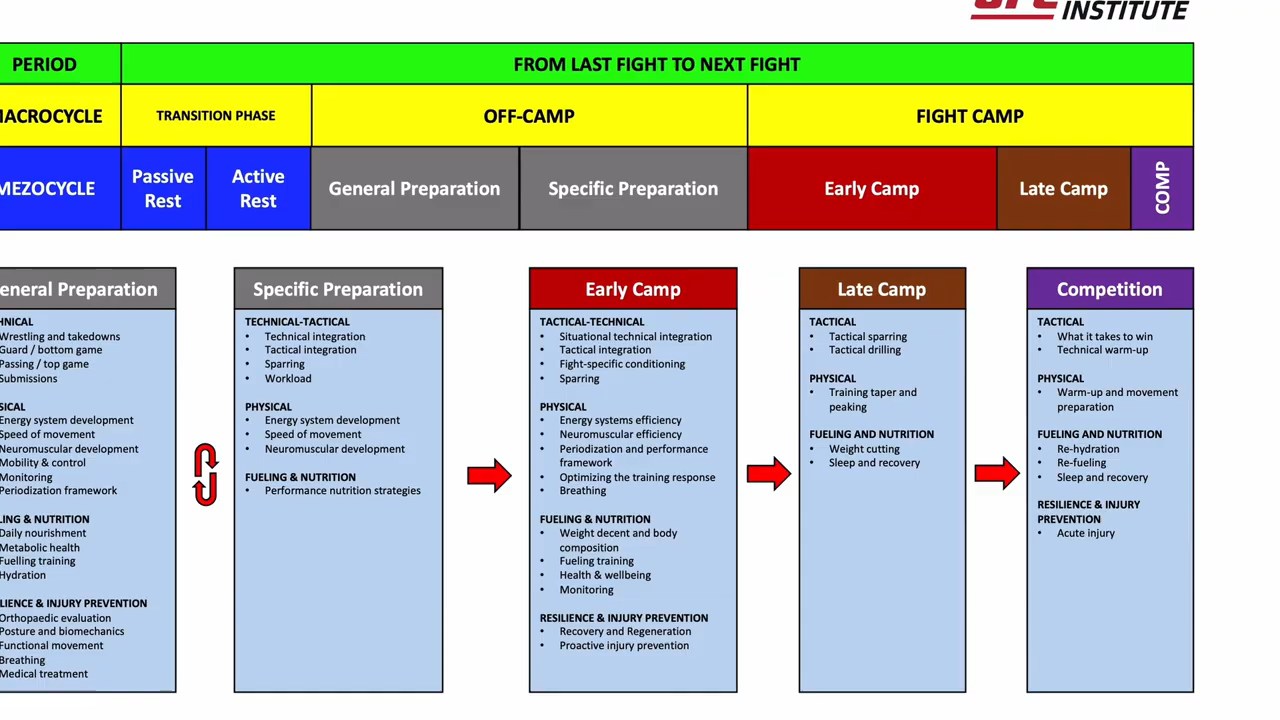 INSTITUTE
PERIOD
FROM LAST FIGHT TO NEXT FIGHT
MACROCYCLE
TRANSITION PHASE
OFF-CAMP
FIGHT CAMP
MEZOCYCLE
Passive
Rest
Active
Rest
General Preparation
Specific Preparation
Early Camp
Late Camp
COMP
eneral Preparation
HNICAL
Wrestling and takedowns
Guard / bottom game
Passing / top game
Submissions
SICAL
Energy system development
Speed of movement
Neuromuscular development
Mobility & control
Monitoring
Periodization framework
LING & NUTRITION
Daily nourishment
Metabolic health
Fuelling training
Hydration
LIENCE & INJURY PREVENTION
Orthopaedic evaluation
Posture and biomechanics
Functional movement
Breathing
Medical treatment
Specific Preparation
TECHNICAL-TACTICAL
• Technical integration
• Tactical integration
• Sparring
• Workload
PHYSICAL
• Energy system development
• Speed of movement
• Neuromuscular development
FUELING & NUTRITION
• Performance nutrition strategies
Early Camp
TACTICAL-TECHNICAL
• Situational technical integration
• Tactical integration
• Fight-specific conditioning
• Sparring
PHYSICAL
• Energy systems efficiency
• Neuromuscular efficiency
• Periodization and performance
framework
• Optimizing the training response
• Breathing
FUELING & NUTRITION
• Weight decent and body
composition
• Fueling training
• Health & wellbeing
• Monitoring
RESILIENCE & INJURY PREVENTION
• Recovery and Regeneration
• Proactive injury prevention
Late Camp
TACTICAL
• Tactical sparring
• Tactical drilling
PHYSICAL
• Training taper and
peaking
FUELING AND NUTRITION
• Weight cutting
• Sleep and recovery
Competition
TACTICAL
• What it takes to win
• Technical warm-up
PHYSICAL
• Warm-up and movement
preparation
FUELING AND NUTRITION
• Re-hydration
• Re-fueling
• Sleep and recovery
RESILIENCE & INJURY
PREVENTION
• Acute injury